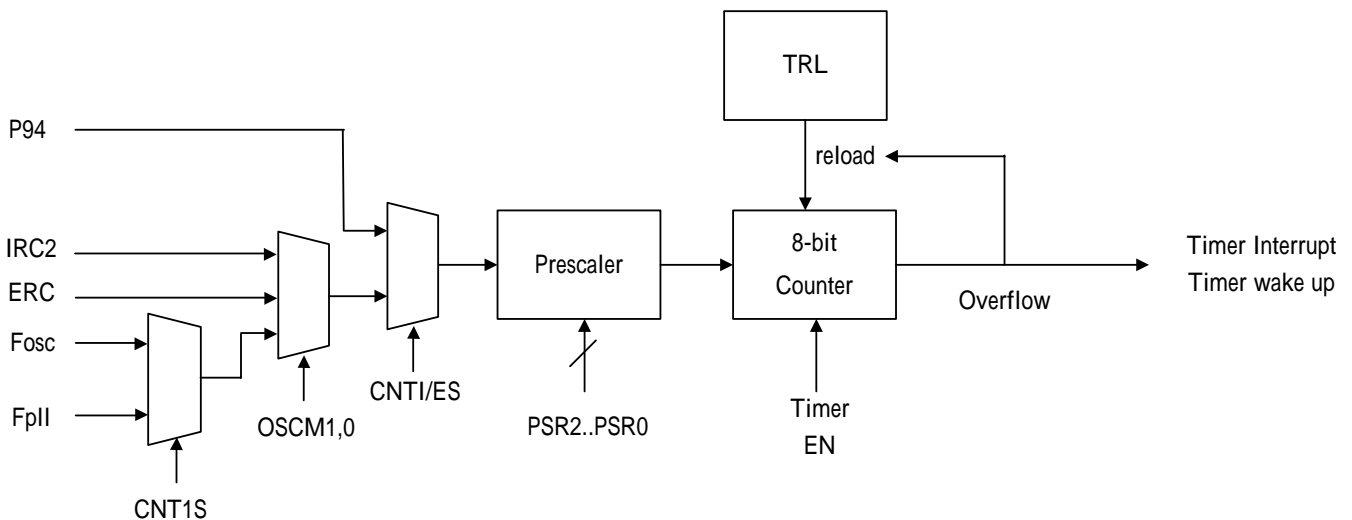 TRL
P94
reload
IRC2
8-bit
Timer Interrupt
Prescaler
ERC
Counter
Timer wake up
Overflow
Fosc
CNTI/ES
FpII
OSCM1,0
PSR2..PSR0
Timer
EN
CNT1S